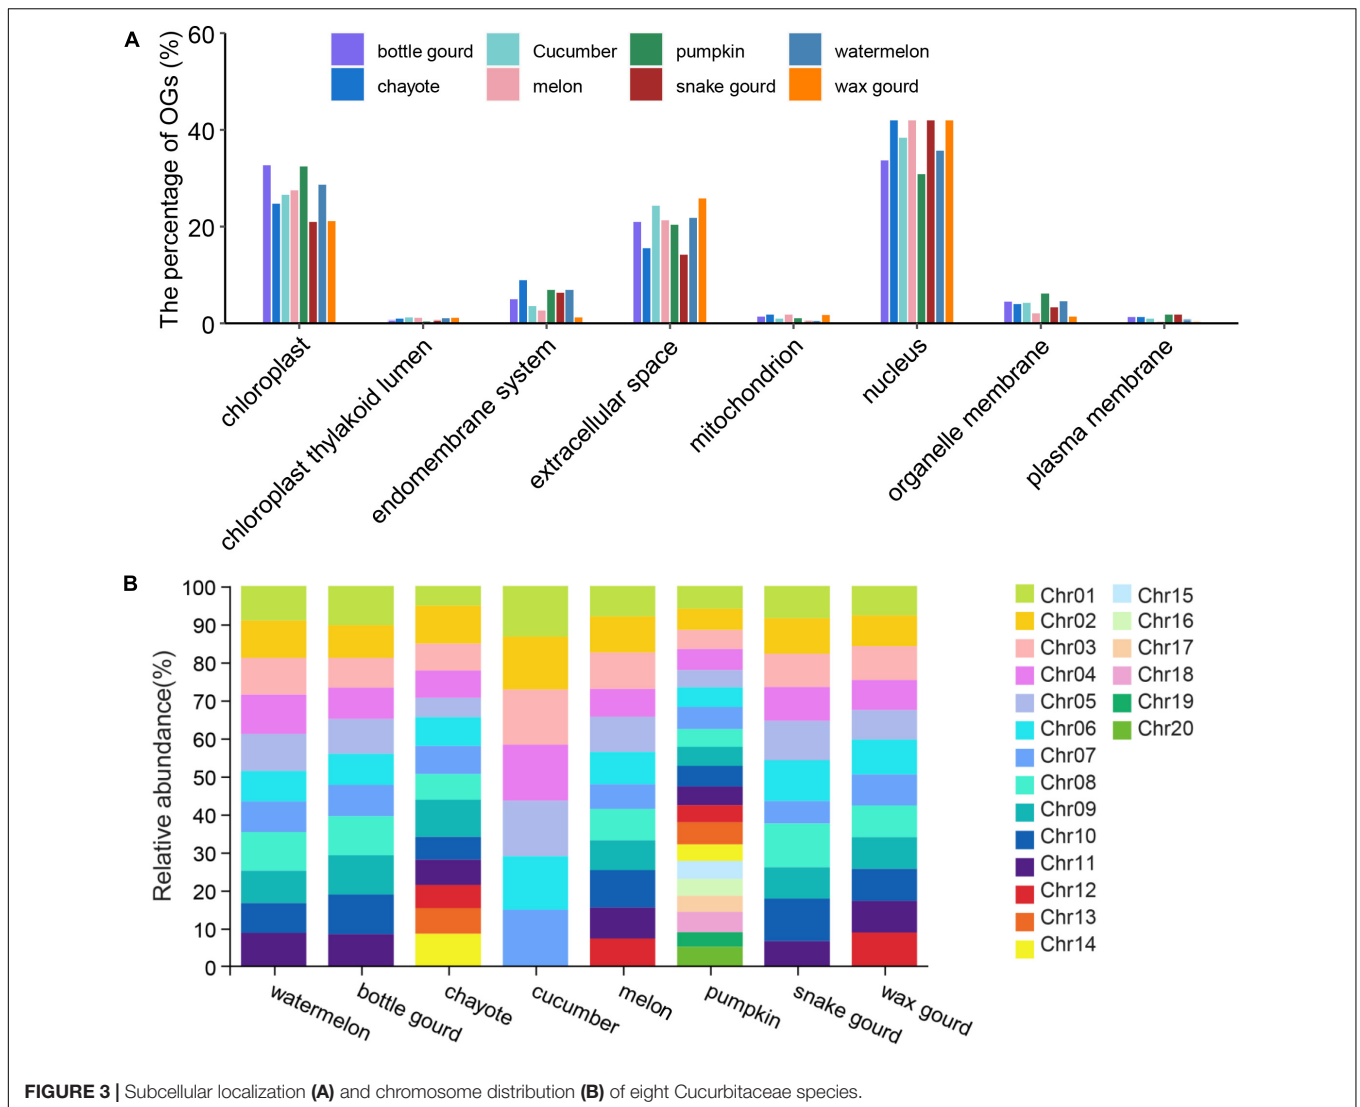 A
The percentage of OGs (%)
60
40
20
0
bottle gourd
Cucumber
pumpkin
watermelon
chayote
melon
snake gourd
wax gourd
chloroplast
chloroplast thylakoid lumen
endomembrane system
extracellular space
mitochondrion
nucleus
organelle membrane
plasma membrane
B
Relative abundance(%)
100
90
80
70
60
50
40
30
20
10
0
watermelon
bottle gourd
chayote
cucumber
melon
pumpkin
snake gourd
wax gourd
Chr01
Chr02
Chr03
Chr04
Chr05
Chr06
Chr07
Chr08
Chr09
Chr10
Chr11
Chr12
Chr13
Chr14
Chr15
Chr16
Chr17
Chr18
Chr19
Chr20
FIGURE 3 | Subcellular localization (A) and chromosome distribution (B) of eight Cucurbitaceae species.